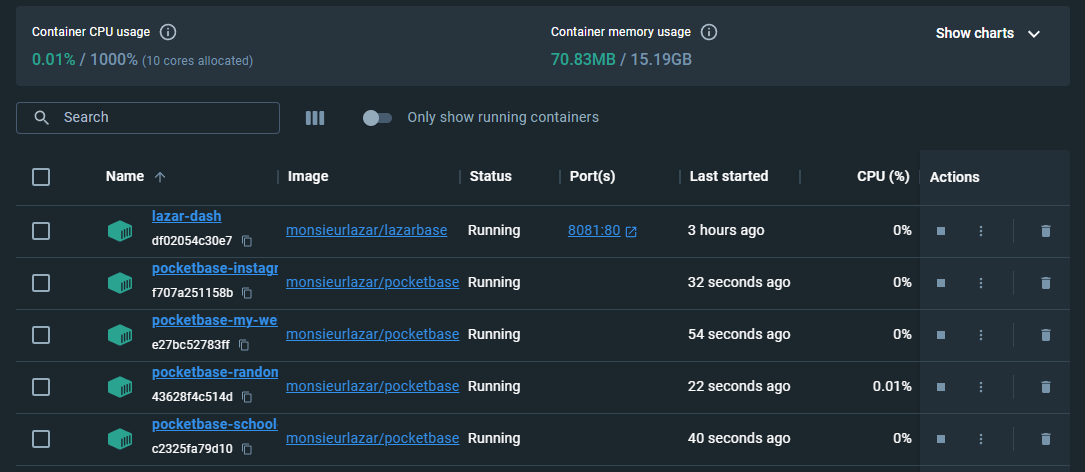 Container CPU usage
0.01% / 1000% (10 cores allocated)
Container memory usage
70.83MB / 15.19GB
Show charts
Search
Only show running containers
Name Image Status Port(s) Last started CPU (%) Actions
lazar-dash
df02054c30e7
monsieurlazar/lazarbase Running 8081:80 3 hours ago 0%
pocketbase-instagr
f707a251158b
monsieurlazar/pocketbase Running 32 seconds ago 0%
pocketbase-my-we
e27bc52783ff
monsieurlazar/pocketbase Running 54 seconds ago 0%
pocketbase-random
43628f4c514d
monsieurlazar/pocketbase Running 22 seconds ago 0.01%
pocketbase-school
c2325fa79d10
monsieurlazar/pocketbase Running 40 seconds ago 0%